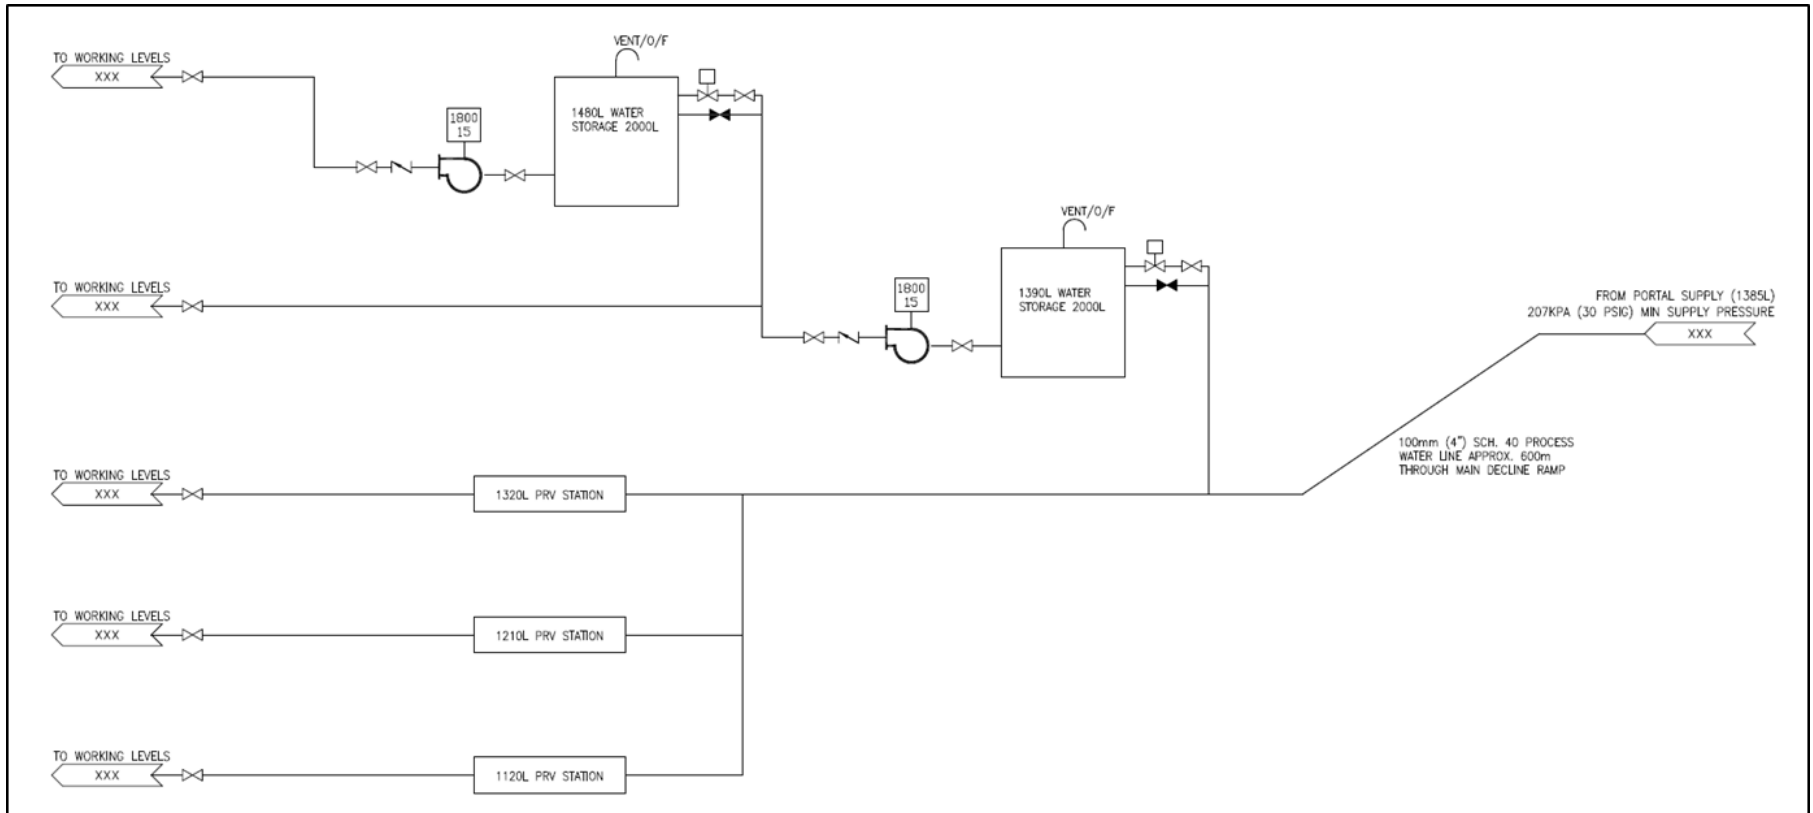 VENT/O/F
TO WORKING LEVELS
XXX
1480L WATER
STORAGE 2000L
1800
15
VENT/O/F
TO WORKING LEVELS
XXX
1800
15
1390L WATER
STORAGE 2000L
FROM PORTAL SUPPLY (1385L)
207KPA (30 PSIG) MIN SUPPLY PRESSURE
XXX
100mm (4") SCH. 40 PROCESS
WATER LINE APPROX. 600m
THROUGH MAIN DECLINE RAMP
TO WORKING LEVELS
XXX
1320L PRV STATION
TO WORKING LEVELS
XXX
1210L PRV STATION
TO WORKING LEVELS
XXX
1120L PRV STATION